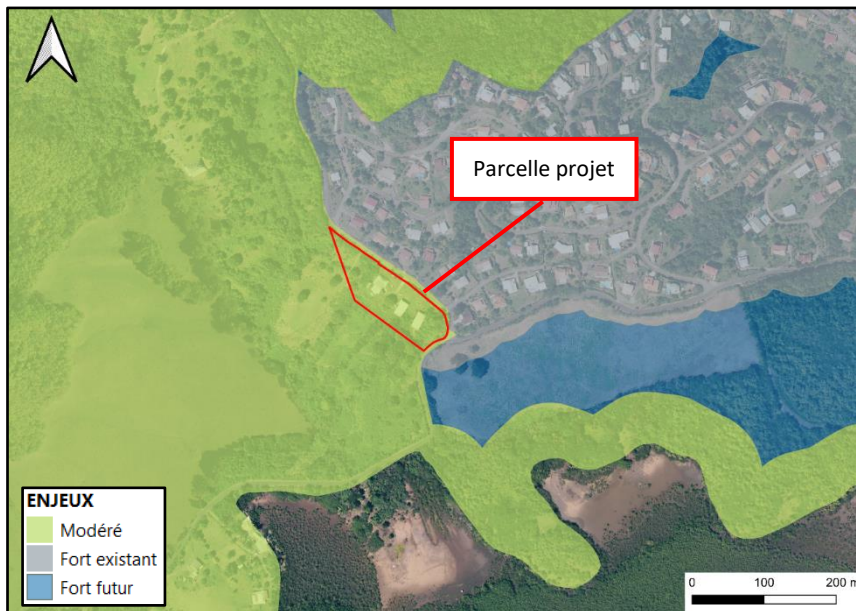 Parcelle projet
ENJEUX
Modéré
Fort existant
Fort futur
0 100 200 m